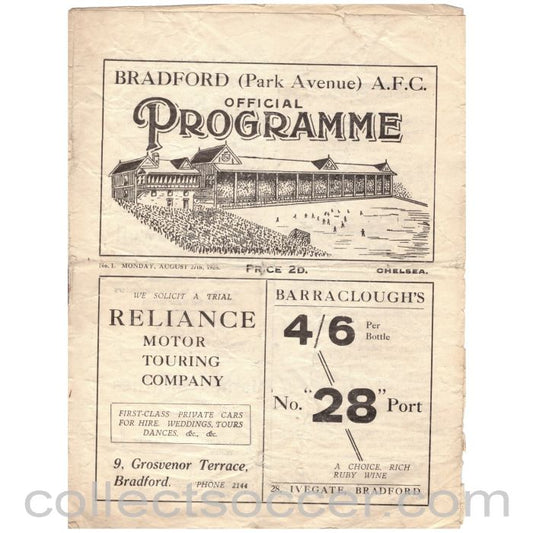 BRADFORD (Park Avenue) A.F.C.
OFFICIAL
PROGRAMME
No. 1. MONDAY, AUGUST 27th,
PRICE 2D.
CHELSEA.
WE SOLICIT A TRIAL
RELIANCE
MOTOR
TOURING
COMPANY
FIRST-CLASS PRIVATE CARS
FOR HIRE. WEDDINGS, TOURS
DANCES, &c., &c.
9, Grosvenor Terrace,
Bradford. PHONE 2144
BARRACLOUGH'S
4/6 Per Bottle
No. "28" Port
A CHOICE, RICH
RUBY WINE
28, IVEGATE, BRADFORD
collectsoccer.com